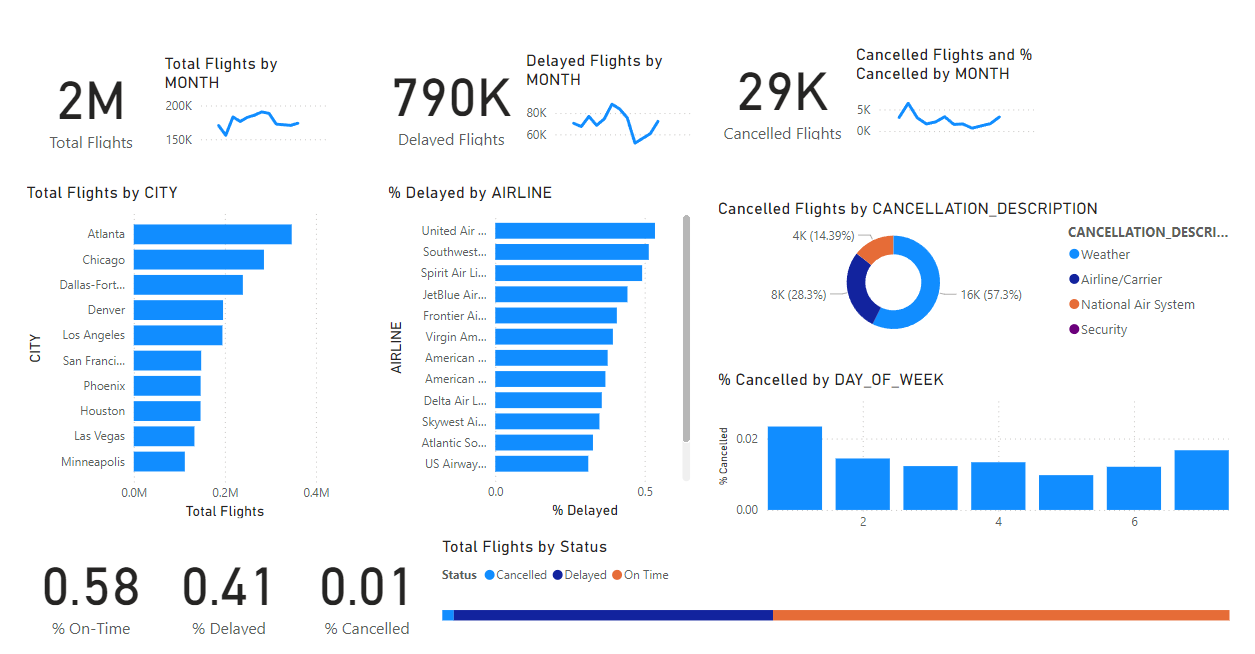 2M
Total Flights
Total Flights by
MONTH
200K
150K
790K
Delayed Flights
Delayed Flights by
MONTH
80K
60K
29K
Cancelled Flights
Cancelled Flights and %
Cancelled by MONTH
5K
0K
Total Flights by CITY
CITY
Atlanta
Chicago
Dallas-Fort...
Denver
Los Angeles
San Franci...
Phoenix
Houston
Las Vegas
Minneapolis
0.0M 0.2M 0.4M
Total Flights
% Delayed by AIRLINE
AIRLINE
United Air ...
Southwest...
Spirit Air Li...
JetBlue Air...
Frontier Ai...
Virgin Am...
American ...
American ...
Delta Air L...
Skywest Ai...
Atlantic So...
US Airway...
0.0 0.5
% Delayed
Cancelled Flights by CANCELLATION_DESCRIPTION
4K (14.39%)
8K (28.3%)
16K (57.3%)
CANCELLATION_DESCRI...
Weather
Airline/Carrier
National Air System
Security
% Cancelled by DAY_OF_WEEK
% Cancelled
0.02
0.00
2 4 6
0.58
% On-Time
0.41
% Delayed
0.01
% Cancelled
Total Flights by Status
Status Cancelled Delayed On Time